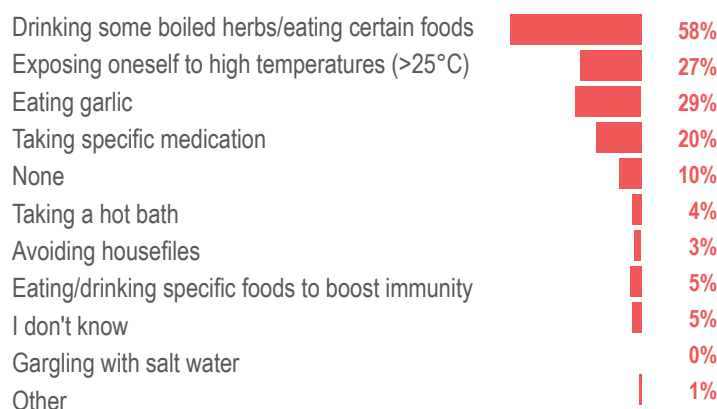 Drinking some boiled herbs/eating certain foods 58%
Exposing oneself to high temperatures (>25°C) 27%
Eating garlic 29%
Taking specific medication 20%
None 10%
Taking a hot bath 4%
Avoiding housefiles 3%
Eating/drinking specific foods to boost immunity 5%
I don't know 5%
Gargling with salt water 0%
Other 1%